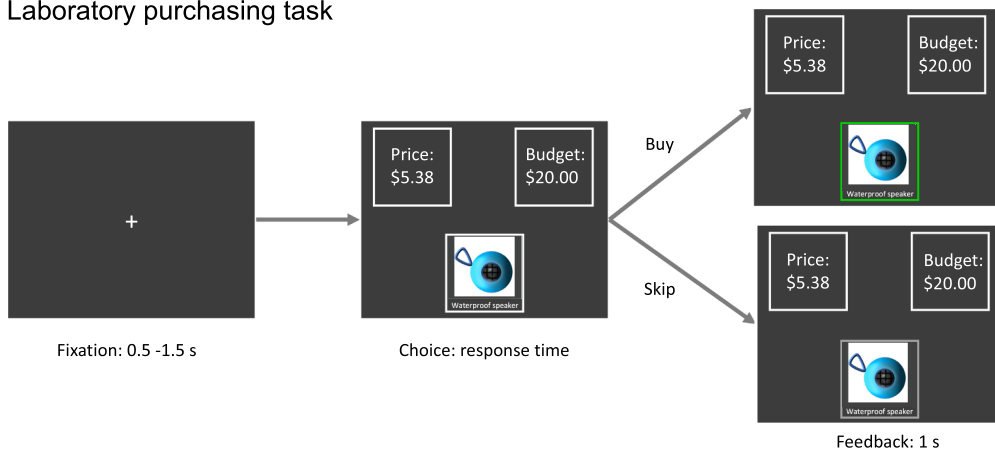 Laboratory purchasing task
+
Fixation: 0.5 -1.5 s
Price:
$5.38
Budget:
$20.00
Waterproof speaker
Choice: response time
Buy
Skip
Price:
$5.38
Budget:
$20.00
Waterproof speaker
Price:
$5.38
Budget:
$20.00
Waterproof speaker
Feedback: 1 s